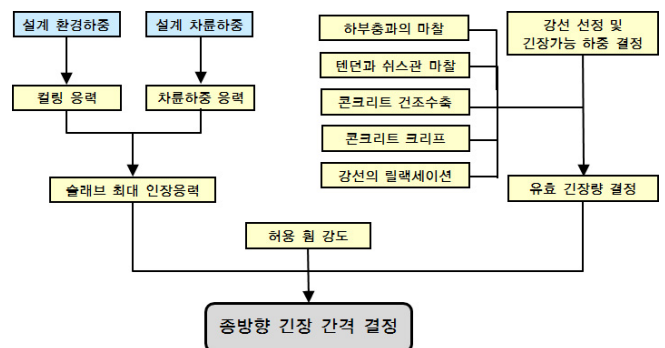 설계 환경하중
설계 차륜하중
하부층과의 마찰
강선 선정 및
긴장가능 하중 결정
텐던과 쉬스관 마찰
컬링 응력
차륜하중 응력
콘크리트 건조수축
콘크리트 크리프
강선의 릴랙세이션
슬래브 최대 인장응력
유효 긴장량 결정
허용 휨 강도
종방향 긴장 간격 결정